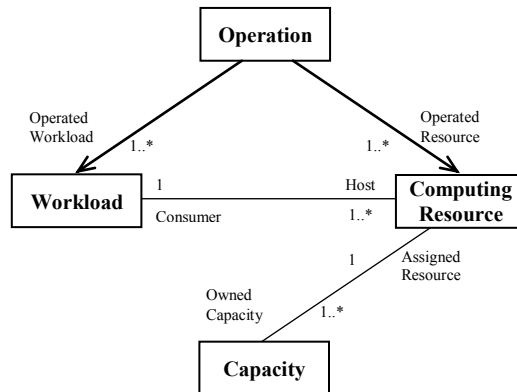 Operation
Operated
Workload
Operated
Resource
1..*
1..*
Workload
1
Host
Computing
Resource
Consumer
1..*
1
Assigned
Resource
Owned
Capacity
1..*
Capacity